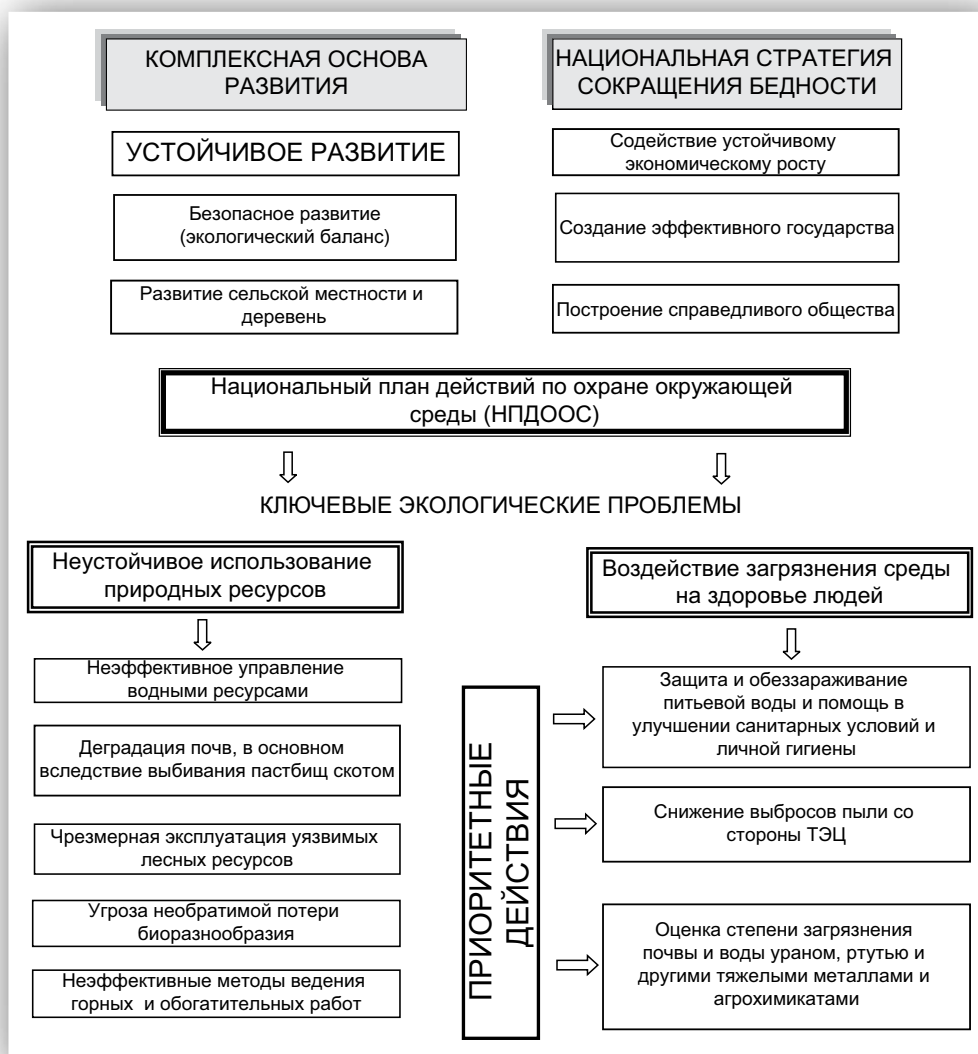 КОМПЛЕКСНАЯ ОСНОВА
РАЗВИТИЯ
НАЦИОНАЛЬНАЯ СТРАТЕГИЯ
СОКРАЩЕНИЯ БЕДНОСТИ
УСТОЙЧИВОЕ РАЗВИТИЕ
Содействие устойчивому
экономическому росту
Безопасное развитие
(экологический баланс)
Создание эффективного государства
Развитие сельской местности и
деревень
Построение справедливого общества
Национальный план действий по охране окружающей
среды (НПДООС)
КЛЮЧЕВЫЕ ЭКОЛОГИЧЕСКИЕ ПРОБЛЕМЫ
Неустойчивое использование
природных ресурсов
Воздействие загрязнения среды
на здоровье людей
Неэффективное управление
водными ресурсами
Деградация почв, в основном
вследствие выбивания пастбищ скотом
Чрезмерная эксплуатация уязвимых
лесных ресурсов
Угроза необратимой потери
биоразнообразия
Неэффективные методы ведения
горных и обогатительных работ
ПРИОРИТЕТНЫЕ
ДЕЙСТВИЯ
Защита и обеззараживание
питьевой воды и помощь в
улучшении санитарных условий и
личной гигиены
Снижение выбросов пыли со
стороны ТЭЦ
Оценка степени загрязнения
почвы и воды ураном, ртутью и
другими тяжелыми металлами и
агрохимикатами